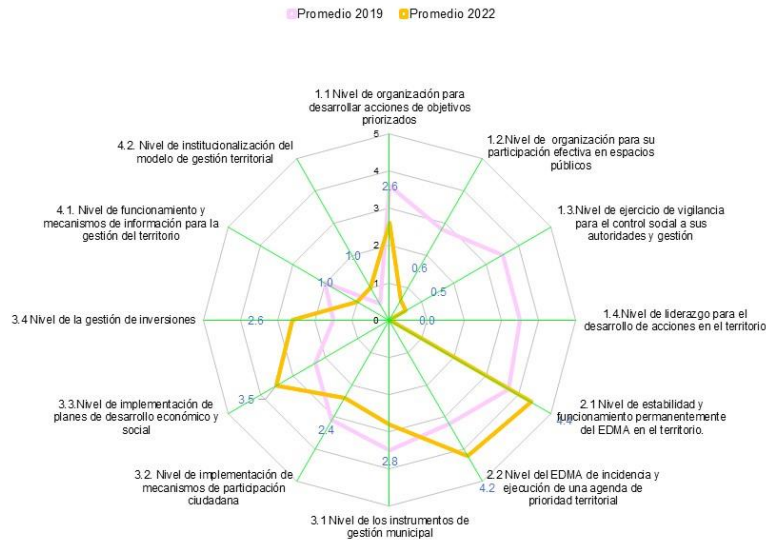 Promedio 2019 Promedio 2022
1.1 Nivel de organización para
desarrollar acciones de objetivos
priorizados
1.2.Nivel de organización para su
participación efectiva en espacios
públicos
1.3.Nivel de ejercicio de vigilancia
para el control social a sus
autoridades y gestión
1.4.Nivel de liderazgo para el
desarrollo de acciones en el territorio
2.1 Nivel de estabilidad y
funcionamiento permanentemente
del EDMA en el territorio.
2.2 Nivel del EDMA de incidencia y
ejecución de una agenda de
prioridad territorial
3.1 Nivel de los instrumentos de
gestión municipal
3.2. Nivel de implementación de
mecanismos de participación
ciudadana
3.3.Nivel de implementación de
planes de desarrollo económico y
social
3.4 Nivel de la gestión de inversiones
4.1. Nivel de funcionamiento y
mecanismos de información para la
gestión del territorio
4.2. Nivel de institucionalización del
modelo de gestión territorial
5
4
3
2
1
0
2.6
0.6
0.5
0.0
4.4
4.2
2.8
2.4
3.5
2.6
1.0
1.0